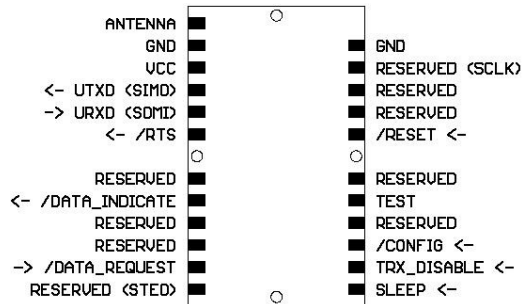 ANTENNA
GND GND
VCC RESERVED (SCLK)
<- UTXD (SIMO) RESERVED
-> URXD (SOMI) RESERVED
<- /RTS /RESET <-
RESERVED RESERVED
<- /DATA_INDICATE TEST
RESERVED RESERVED
RESERVED /CONFIG <-
-> /DATA_REQUEST TRX_DISABLE <-
RESERVED (STED) SLEEP <-